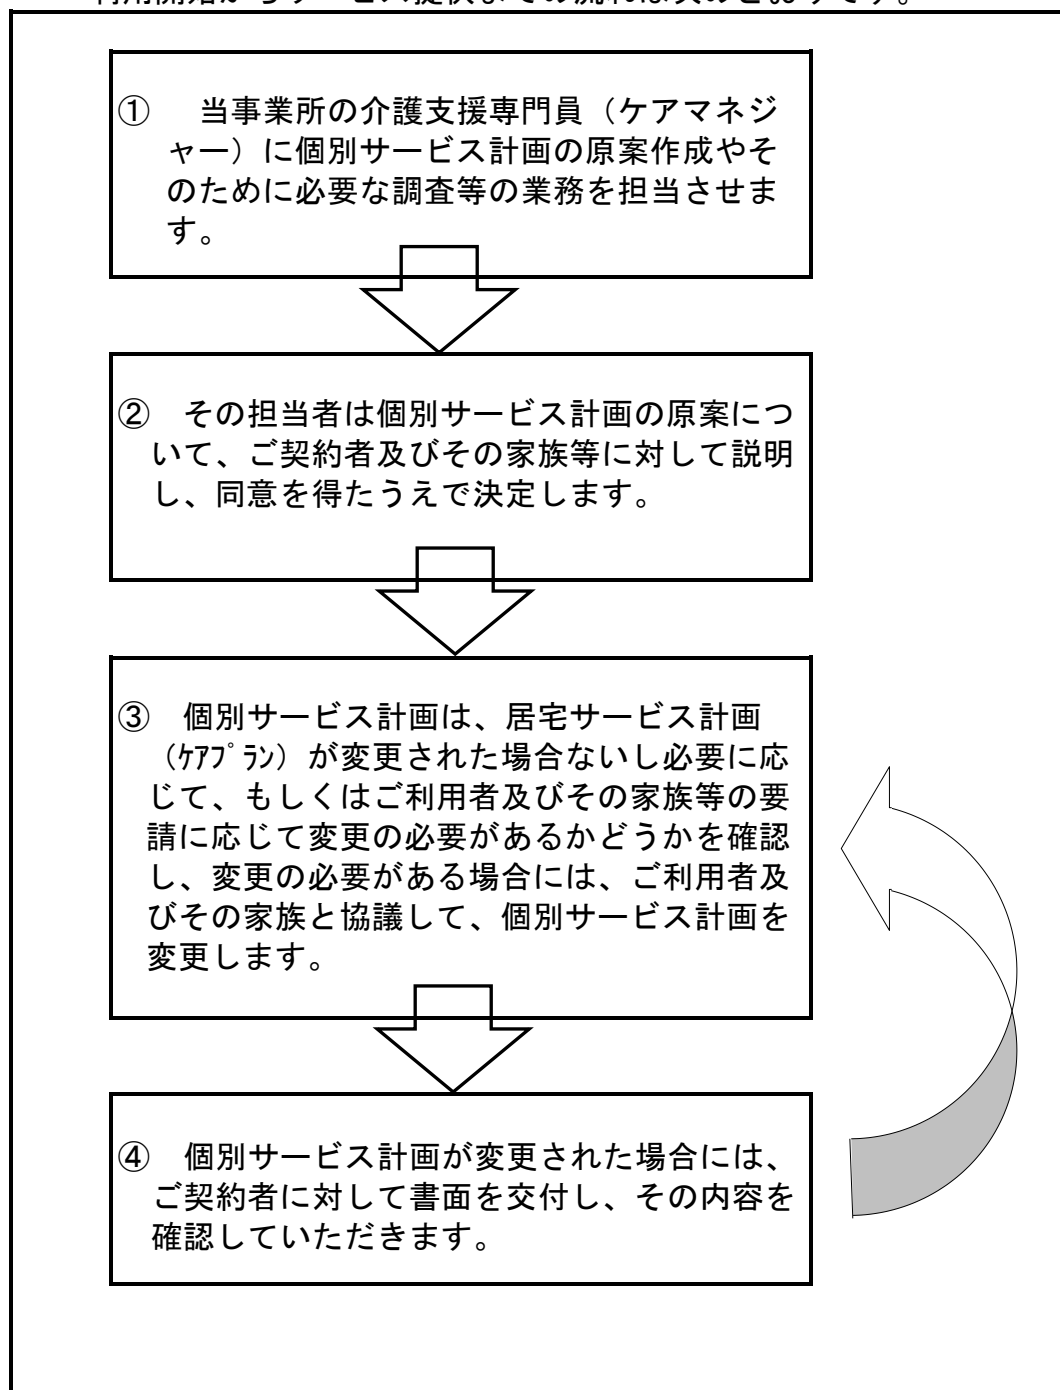 ① 当事業所の介護支援専門員（ケアマネジ
ャー）に個別サービス計画の原案作成やそ
のために必要な調査等の業務を担当させま
す。
② その担当者は個別サービス計画の原案につ
いて、ご契約者及びその家族等に対して説明
し、同意を得たうえで決定します。
③ 個別サービス計画は、居宅サービス計画
（ｹｱﾌﾟﾗﾝ）が変更された場合ないし必要に応
じて、もしくはご利用者及びその家族等の要
請に応じて変更の必要があるかどうかを確認
し、変更の必要がある場合には、ご利用者及
びその家族と協議して、個別サービス計画を
変更します。
④ 個別サービス計画が変更された場合には、
ご契約者に対して書面を交付し、その内容を
確認していただきます。